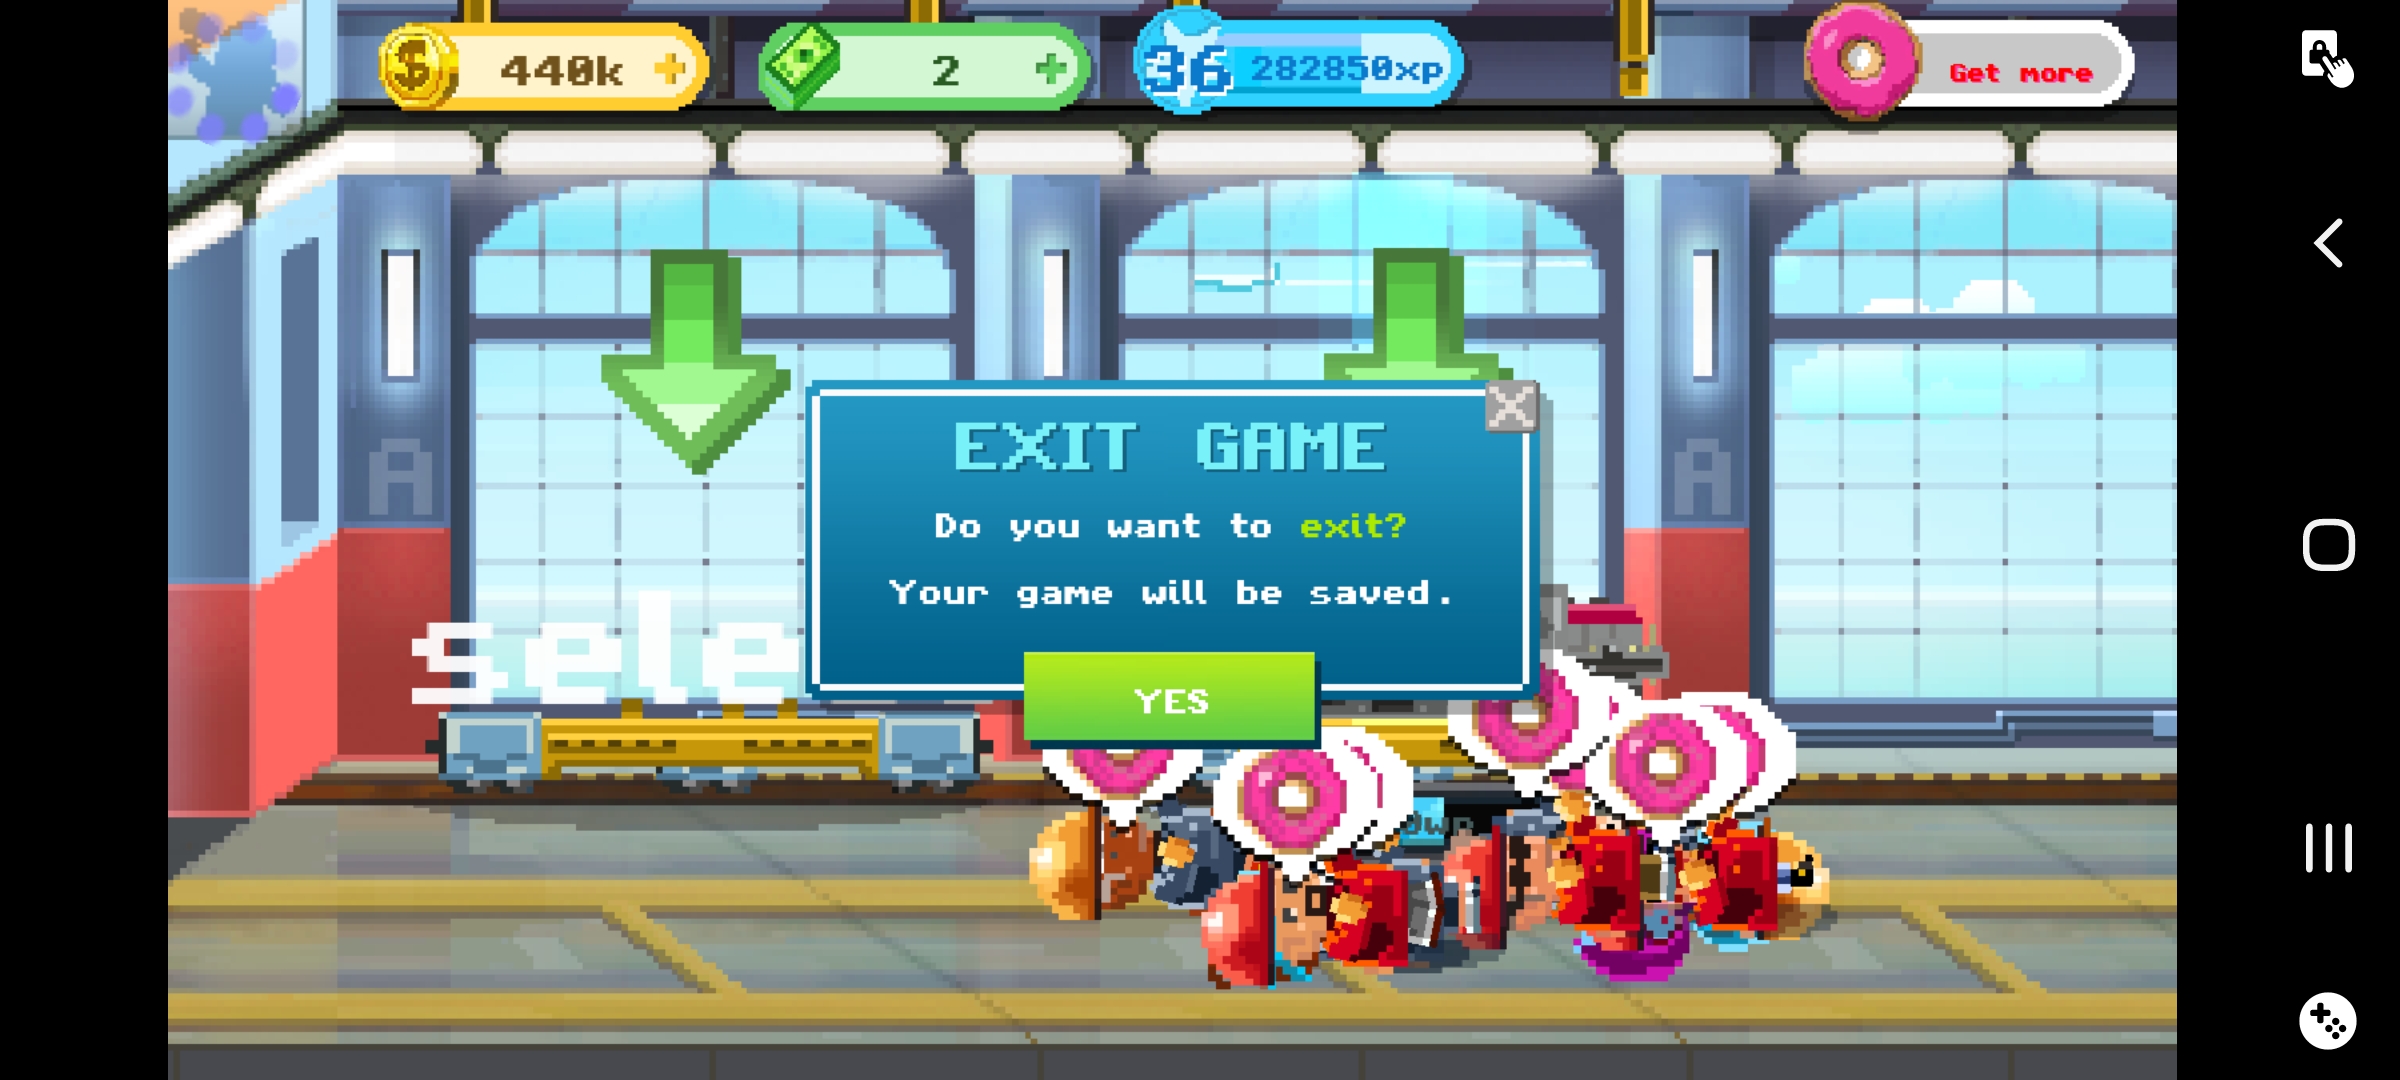 440k
2
36 282850xp
Get more
A
A
EXIT GAME
Do you want to exit?
Your game will be saved.
sele
YES